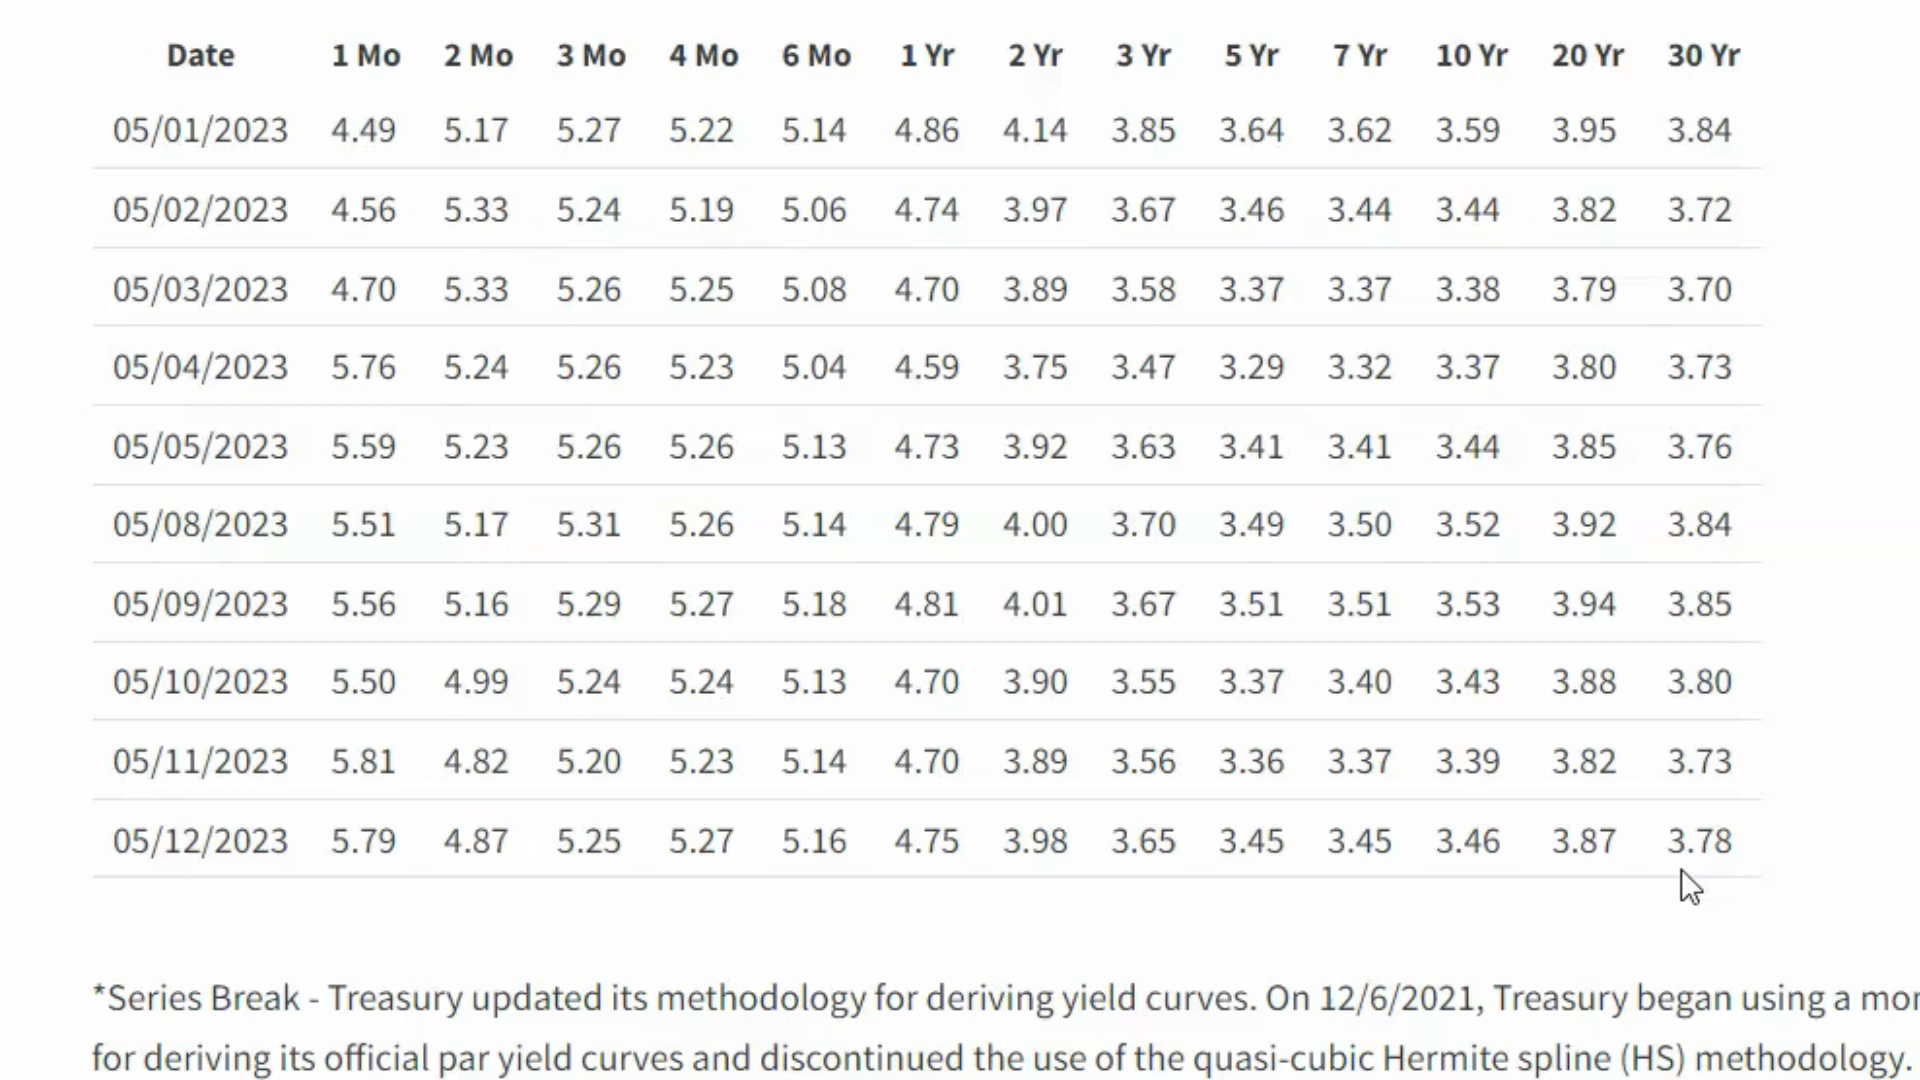 Date 1 Mo 2 Mo 3 Mo 4 Mo 6 Mo 1 Yr 2 Yr 3 Yr 5 Yr 7 Yr 10 Yr 20 Yr 30 Yr
05/01/2023 4.49 5.17 5.27 5.22 5.14 4.86 4.14 3.85 3.64 3.62 3.59 3.95 3.84
05/02/2023 4.56 5.33 5.24 5.19 5.06 4.74 3.97 3.67 3.46 3.44 3.44 3.82 3.72
05/03/2023 4.70 5.33 5.26 5.25 5.08 4.70 3.89 3.58 3.37 3.37 3.38 3.79 3.70
05/04/2023 5.76 5.24 5.26 5.23 5.04 4.59 3.75 3.47 3.29 3.32 3.37 3.80 3.73
05/05/2023 5.59 5.23 5.26 5.26 5.13 4.73 3.92 3.63 3.41 3.41 3.44 3.85 3.76
05/08/2023 5.51 5.17 5.31 5.26 5.14 4.79 4.00 3.70 3.49 3.50 3.52 3.92 3.84
05/09/2023 5.56 5.16 5.29 5.27 5.18 4.81 4.01 3.67 3.51 3.51 3.53 3.94 3.85
05/10/2023 5.50 4.99 5.24 5.24 5.13 4.70 3.90 3.55 3.37 3.40 3.43 3.88 3.80
05/11/2023 5.81 4.82 5.20 5.23 5.14 4.70 3.89 3.56 3.36 3.37 3.39 3.82 3.73
05/12/2023 5.79 4.87 5.25 5.27 5.16 4.75 3.98 3.65 3.45 3.45 3.46 3.87 3.78
*Series Break - Treasury updated its methodology for deriving yield curves. On 12/6/2021, Treasury began using a
for deriving its official par yield curves and discontinued the use of the quasi-cubic Hermite spline (HS) methodology.